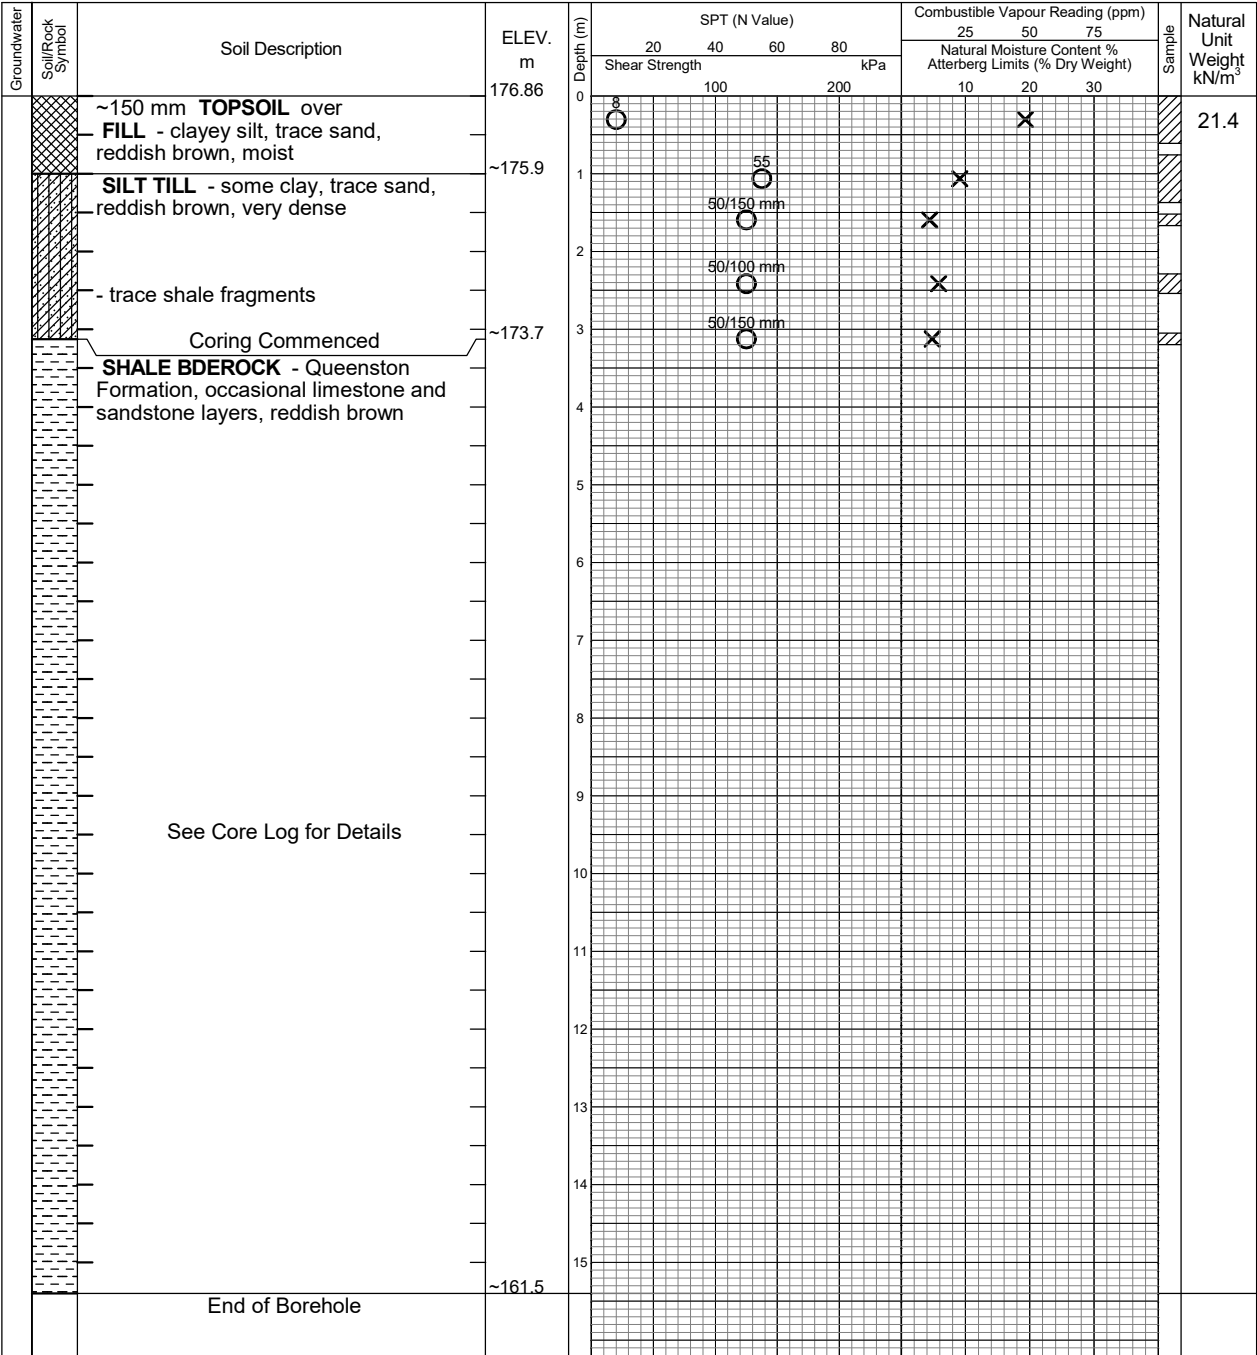 Groundwater
Soil/Rock
Symbol
Soil Description
ELEV.
m
Depth (m)
SPT (N Value)
20 40 60 80
Shear Strength kPa
100 200
Combustible Vapour Reading (ppm)
25 50 75
Natural Moisture Content %
Atterberg Limits (% Dry Weight)
10 20 30
Sample
Natural
Unit
Weight
kN/m3
176.86
0
~150 mm TOPSOIL over
FILL - clayey silt, trace sand,
reddish brown, moist
8
21.4
~175.9
1
SILT TILL - some clay, trace sand,
reddish brown, very dense
55
50/150 mm
2
50/100 mm
- trace shale fragments
50/150 mm
3
Coring Commenced
~173.7
SHALE BDEROCK - Queenston
Formation, occasional limestone and
sandstone layers, reddish brown
4
5
6
7
8
9
See Core Log for Details
10
11
12
13
14
15
~161.5
End of Borehole